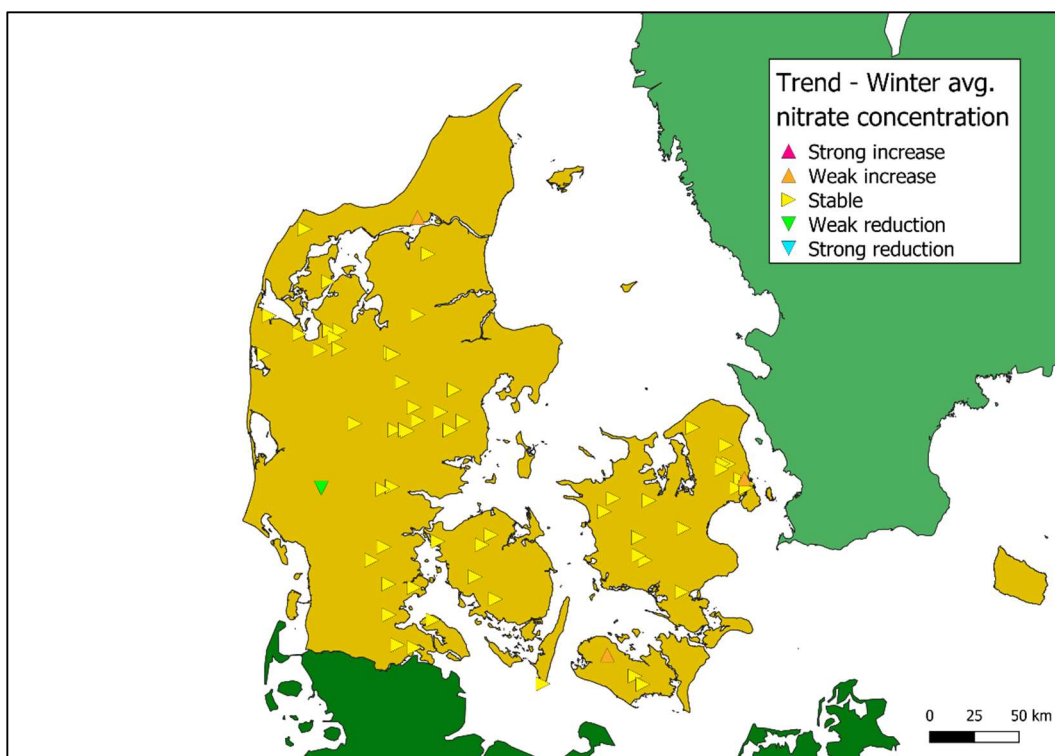 Trend - Winter avg.
nitrate concentration
Strong increase
Weak increase
Stable
Weak reduction
Strong reduction
0 25 50 km